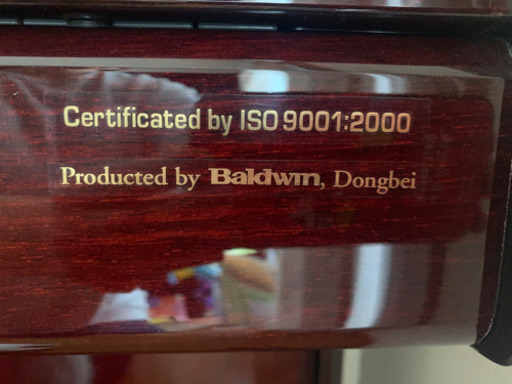 Certificated by ISO 9001:2000
Producted by Baldwin, Dongbei